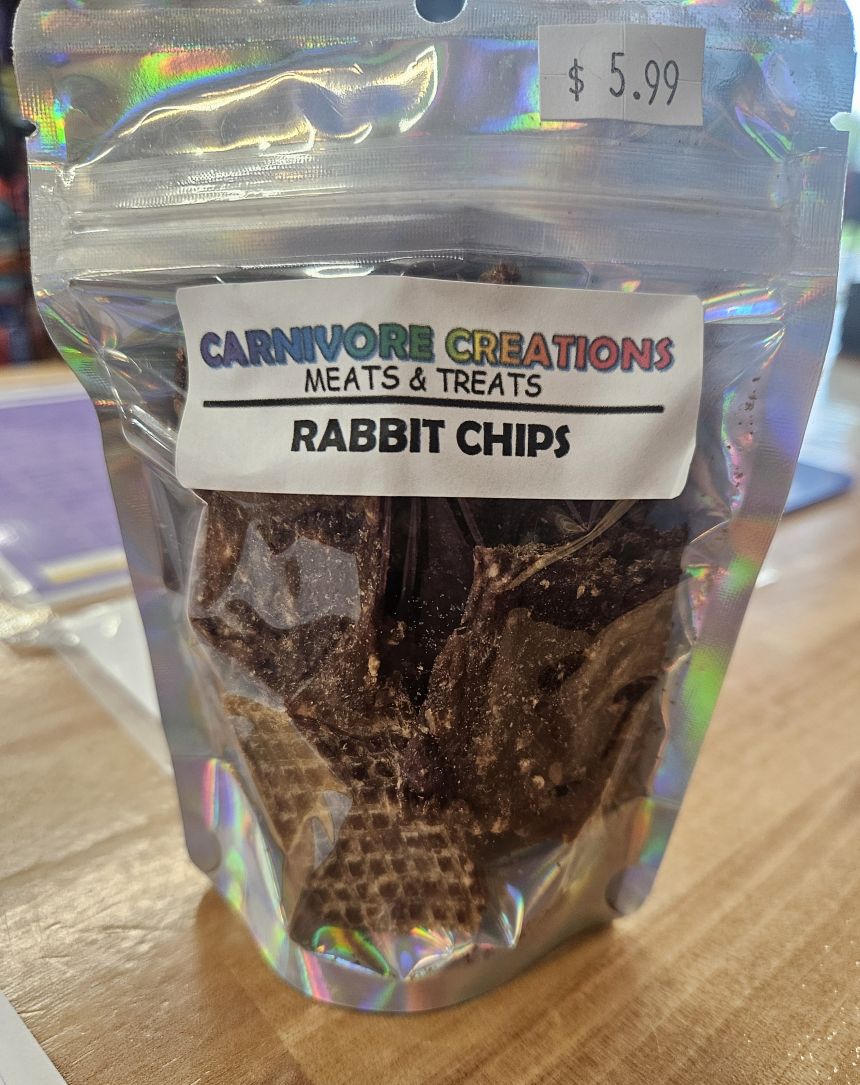 $ 5.99
CARNIVORE CREATIONS
MEATS & TREATS
RABBIT CHIPS